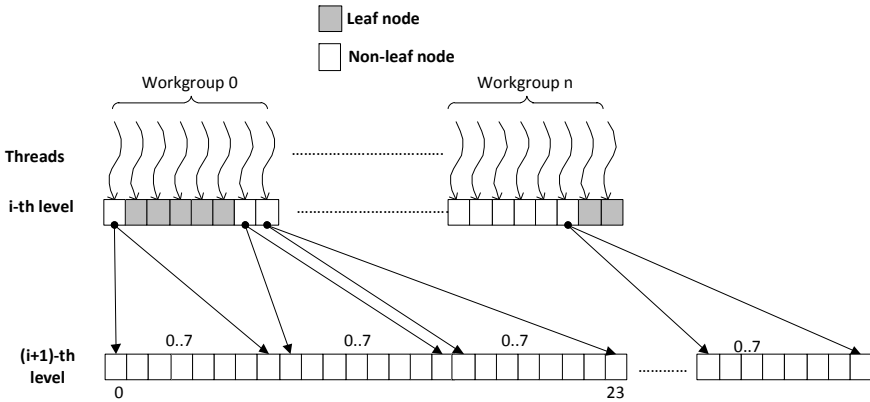 Leaf node
Non-leaf node
Workgroup 0
Workgroup n
Threads
i-th level
0..7
0..7
0..7
0..7
(i+1)-th
level
0
23